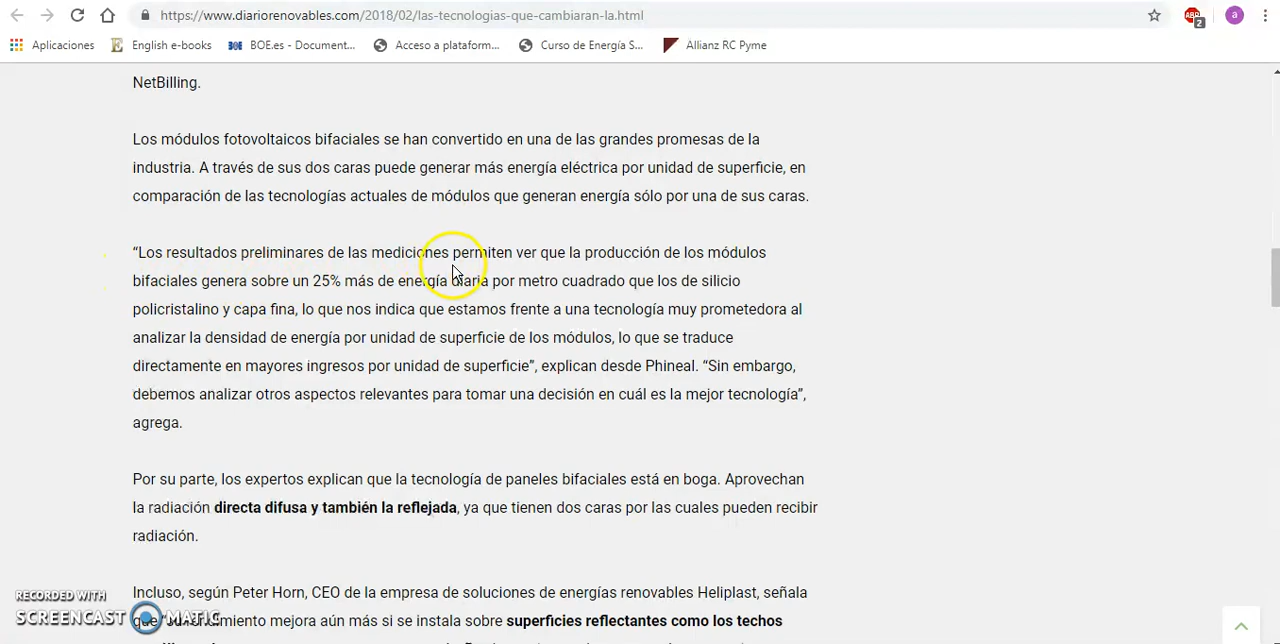 https://www.diariorenovables.com/2018/02/las-tecnologias-que-cambiaran-la.html
ABP
2
a
Aplicaciones
English e-books
BOE.es - Document...
Acceso a plataform...
Curso de Energía S...
Allianz RC Pyme
NetBilling.
Los módulos fotovoltaicos bifaciales se han convertido en una de las grandes promesas de la
industria. A través de sus dos caras puede generar más energía eléctrica por unidad de superficie, en
comparación de las tecnologías actuales de módulos que generan energía sólo por una de sus caras.
“Los resultados preliminares de las mediciones permiten ver que la producción de los módulos
bifaciales genera sobre un 25% más de energía diaria por metro cuadrado que los de silicio
policristalino y capa fina, lo que nos indica que estamos frente a una tecnología muy prometedora al
analizar la densidad de energía por unidad de superficie de los módulos, lo que se traduce
directamente en mayores ingresos por unidad de superficie”, explican desde Phineal. “Sin embargo,
debemos analizar otros aspectos relevantes para tomar una decisión en cuál es la mejor tecnología”,
agrega.
Por su parte, los expertos explican que la tecnología de paneles bifaciales está en boga. Aprovechan
la radiación directa difusa y también la reflejada, ya que tienen dos caras por las cuales pueden recibir
radiación.
Incluso, según Peter Horn, CEO de la empresa de soluciones de energías renovables Heliplast, señala
mejora aún más si se instala sobre superficies reflectantes como los techos
RECORDED WITH
SCREENCAST MATIC